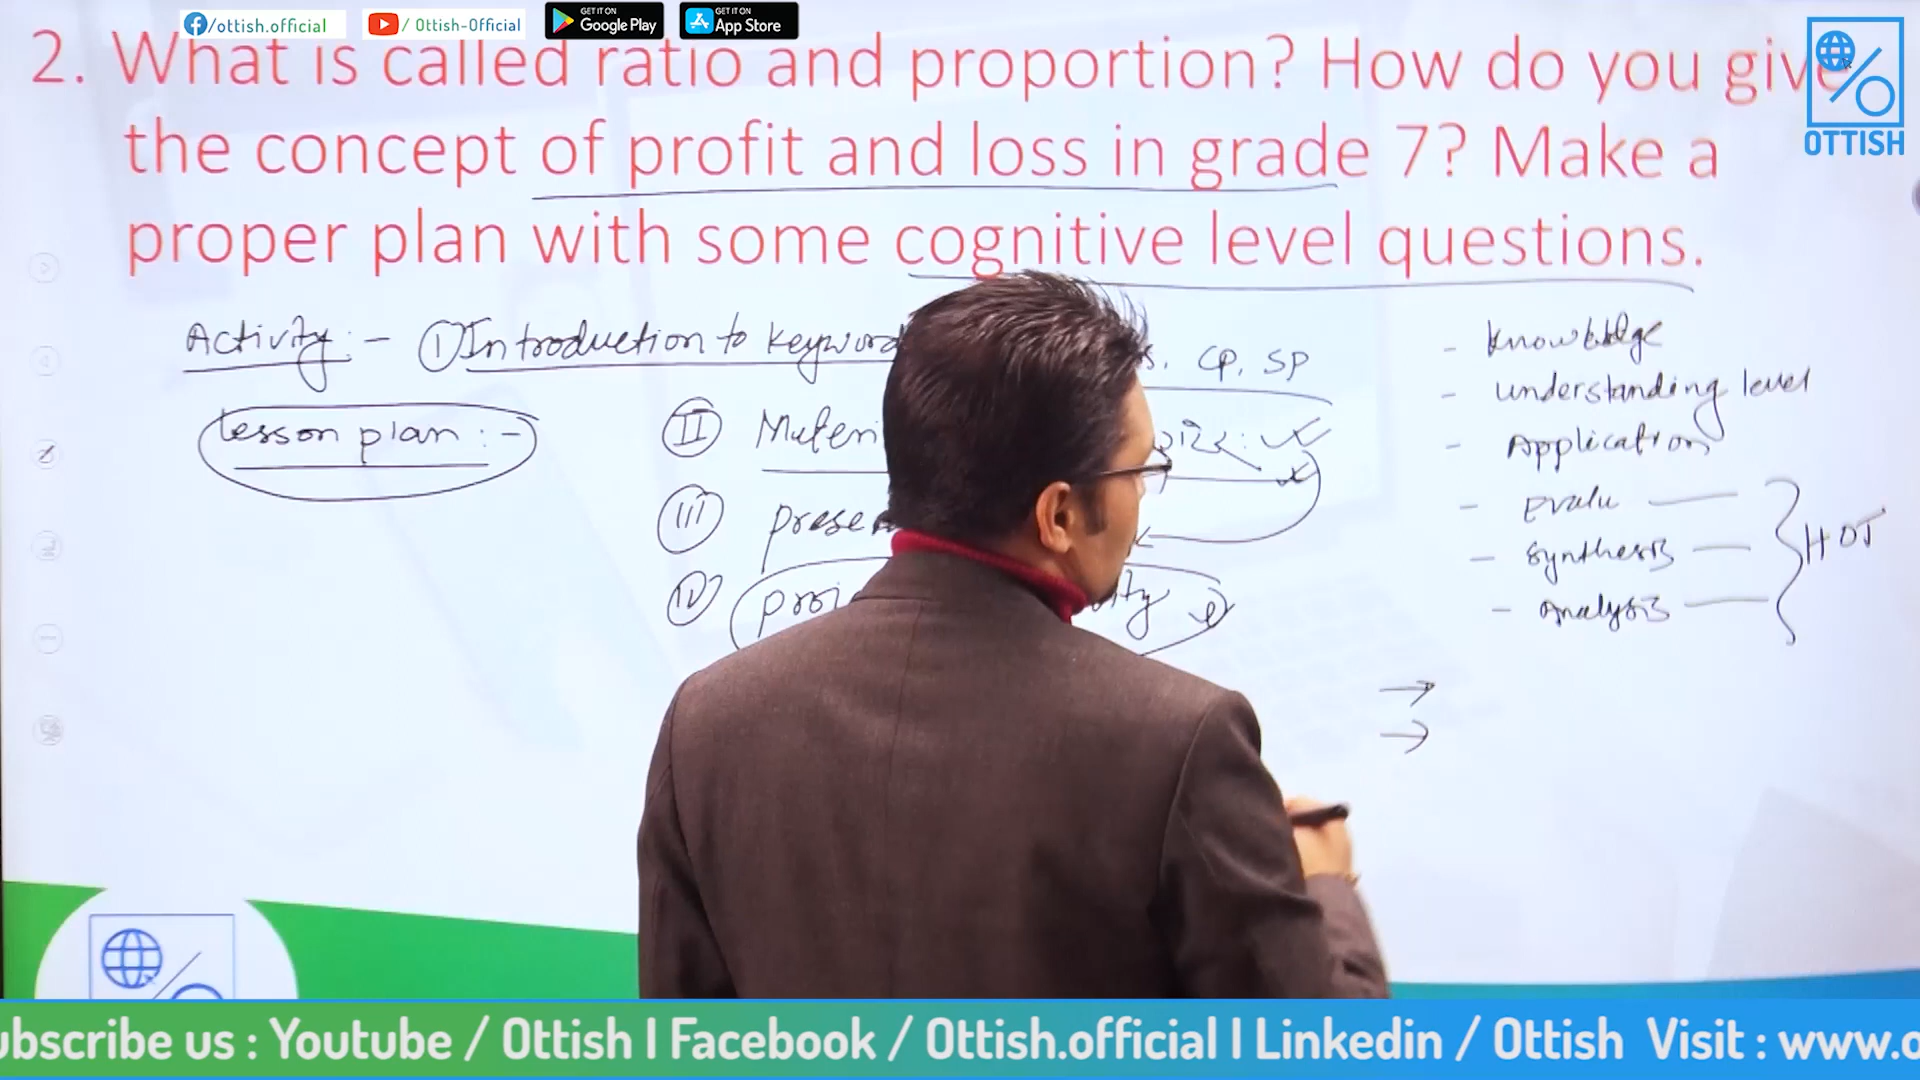 /ottish.official
/ Ottish-Official
GET IT ON
Google Play
GET IT ON
App Store
2. What is called ratio and proportion? How do you give
the concept of profit and loss in grade 7? Make a
proper plan with some cognitive level questions.
OTTISH
Activity :- ① Introduction to keyword
CP, SP
Lesson plan :-
II
III
IV
- knowledge
- understanding level
- Application
- Evalu
- synthesis
- Analysis
HOT
ubscribe us : Youtube / Ottish I Facebook / Ottish.official I Linkedin / Ottish Visit : www.o